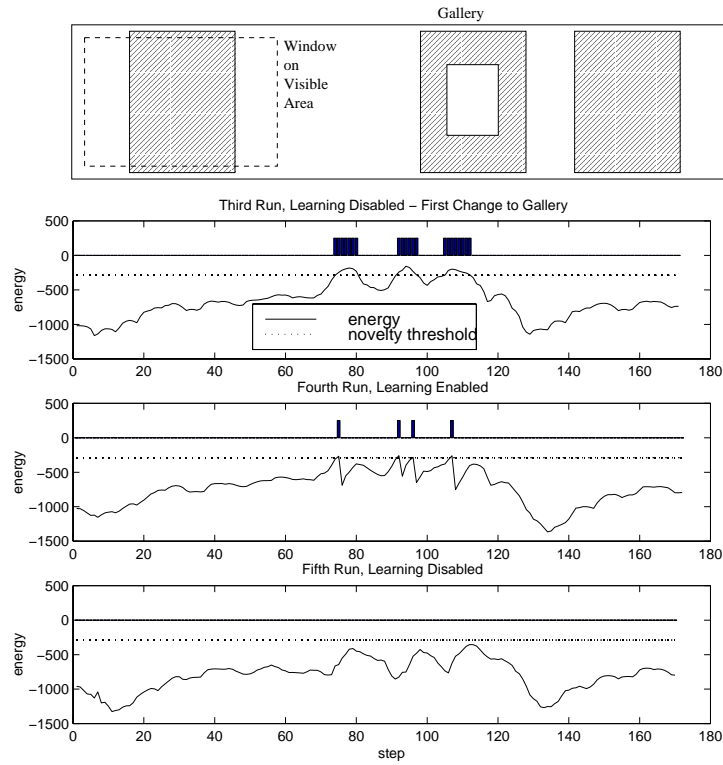 Gallery
Window
on
Visible
Area
Third Run, Learning Disabled – First Change to Gallery
500
0
−500
−1000
−1500
energy
energy
novelty threshold
0 20 40 60 80 100 120 140 160 180
Fourth Run, Learning Enabled
500
0
−500
−1000
−1500
energy
0 20 40 60 80 100 120 140 160 180
Fifth Run, Learning Disabled
500
0
−500
−1000
−1500
energy
0 20 40 60 80 100 120 140 160 180
step